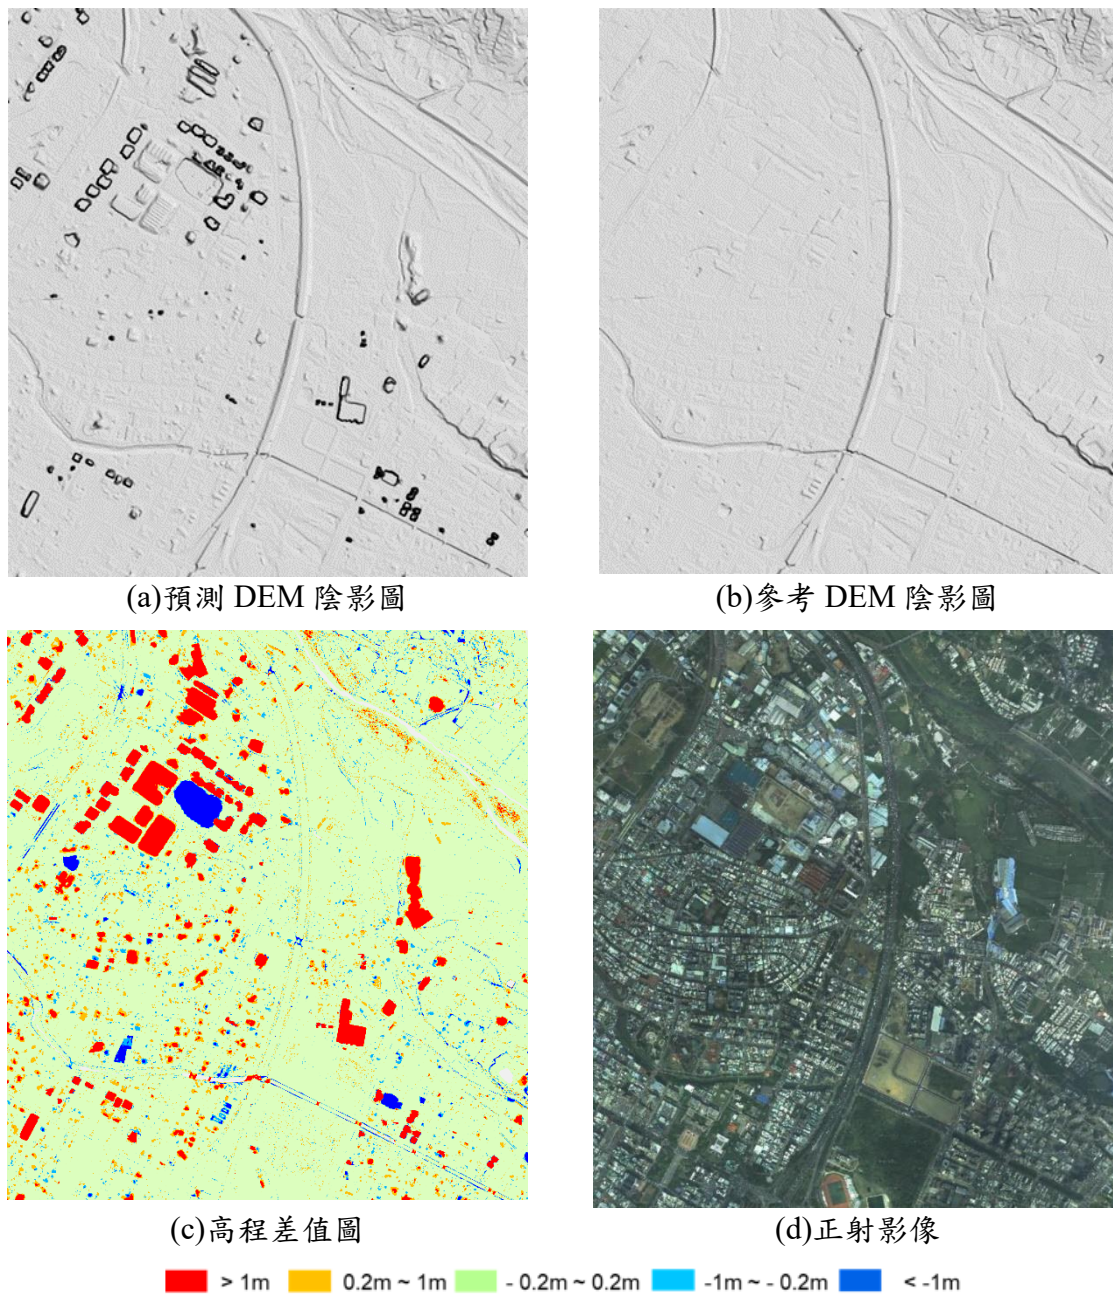 (a)預測 DEM 陰影圖
(b)參考 DEM 陰影圖
(c)高程差值圖
(d)正射影像
> 1m 0.2m ~ 1m - 0.2m ~ 0.2m -1m ~ - 0.2m < -1m